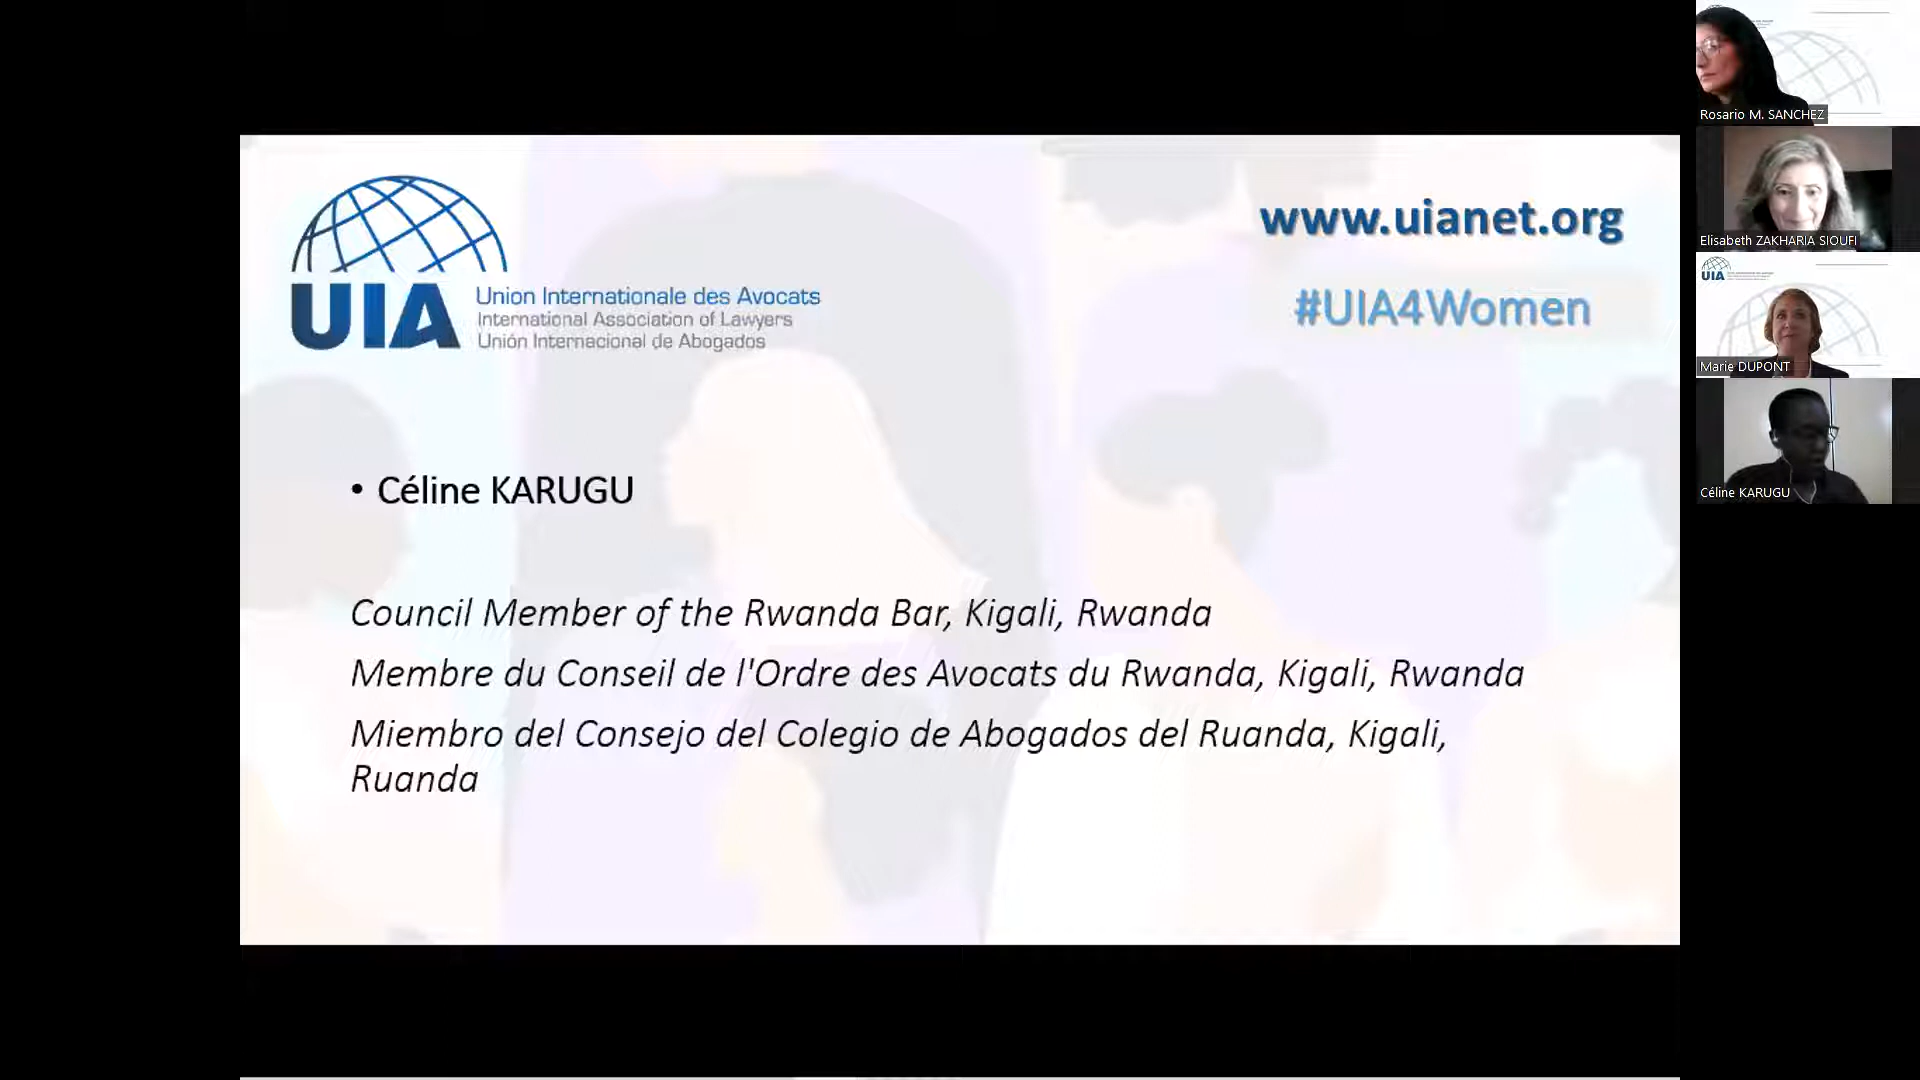 UIA
Union Internationale des Avocats
International Association of Lawyers
Unión Internacional de Abogados
www.uianet.org
#UIA4Women
• Céline KARUGU
Council Member of the Rwanda Bar, Kigali, Rwanda
Membre du Conseil de l'Ordre des Avocats du Rwanda, Kigali, Rwanda
Miembro del Consejo del Colegio de Abogados del Ruanda, Kigali,
Ruanda
Rosario M. SANCHEZ
Elisabeth ZAKHARIA SIOUFI
UIA
Marie DUPONT
Céline KARUGU